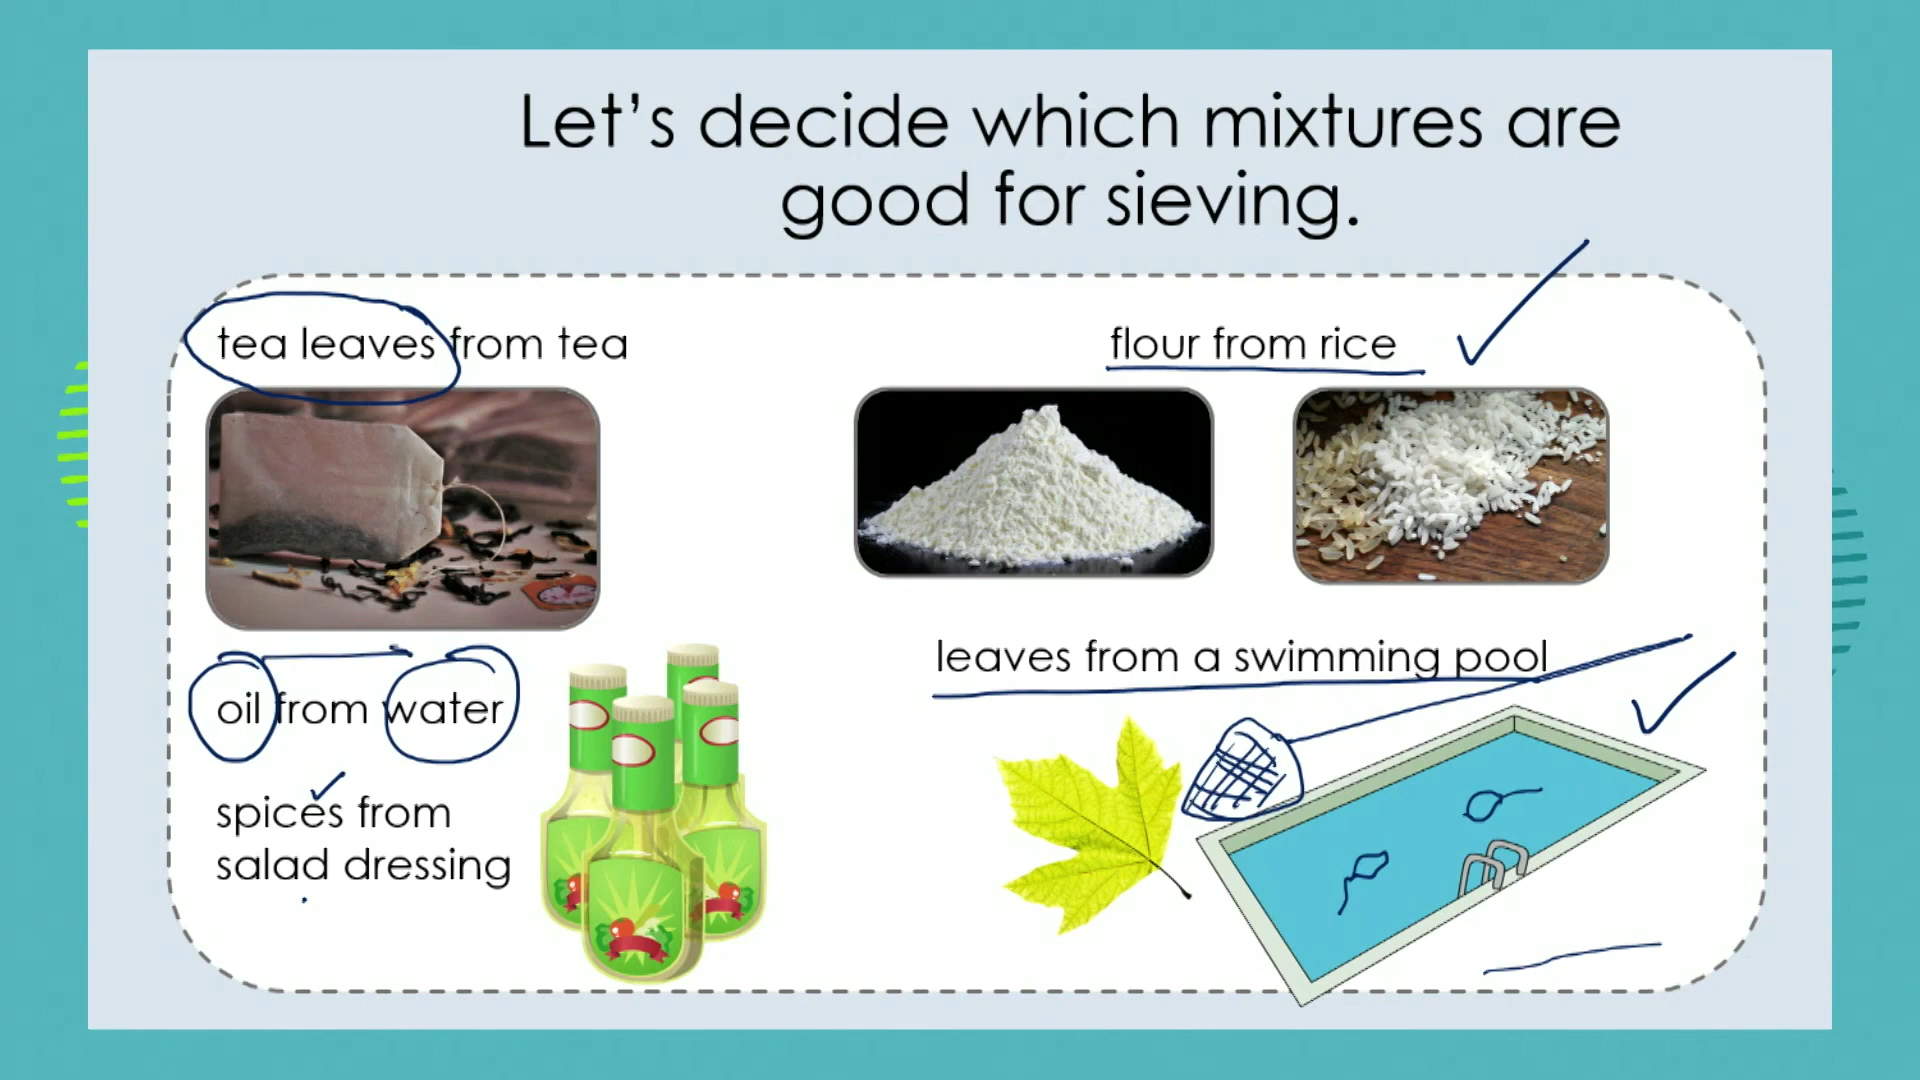 Let's decide which mixtures are
good for sieving.
tea leaves from tea
flour from rice
oil from water
spices from
salad dressing
leaves from a swimming pool